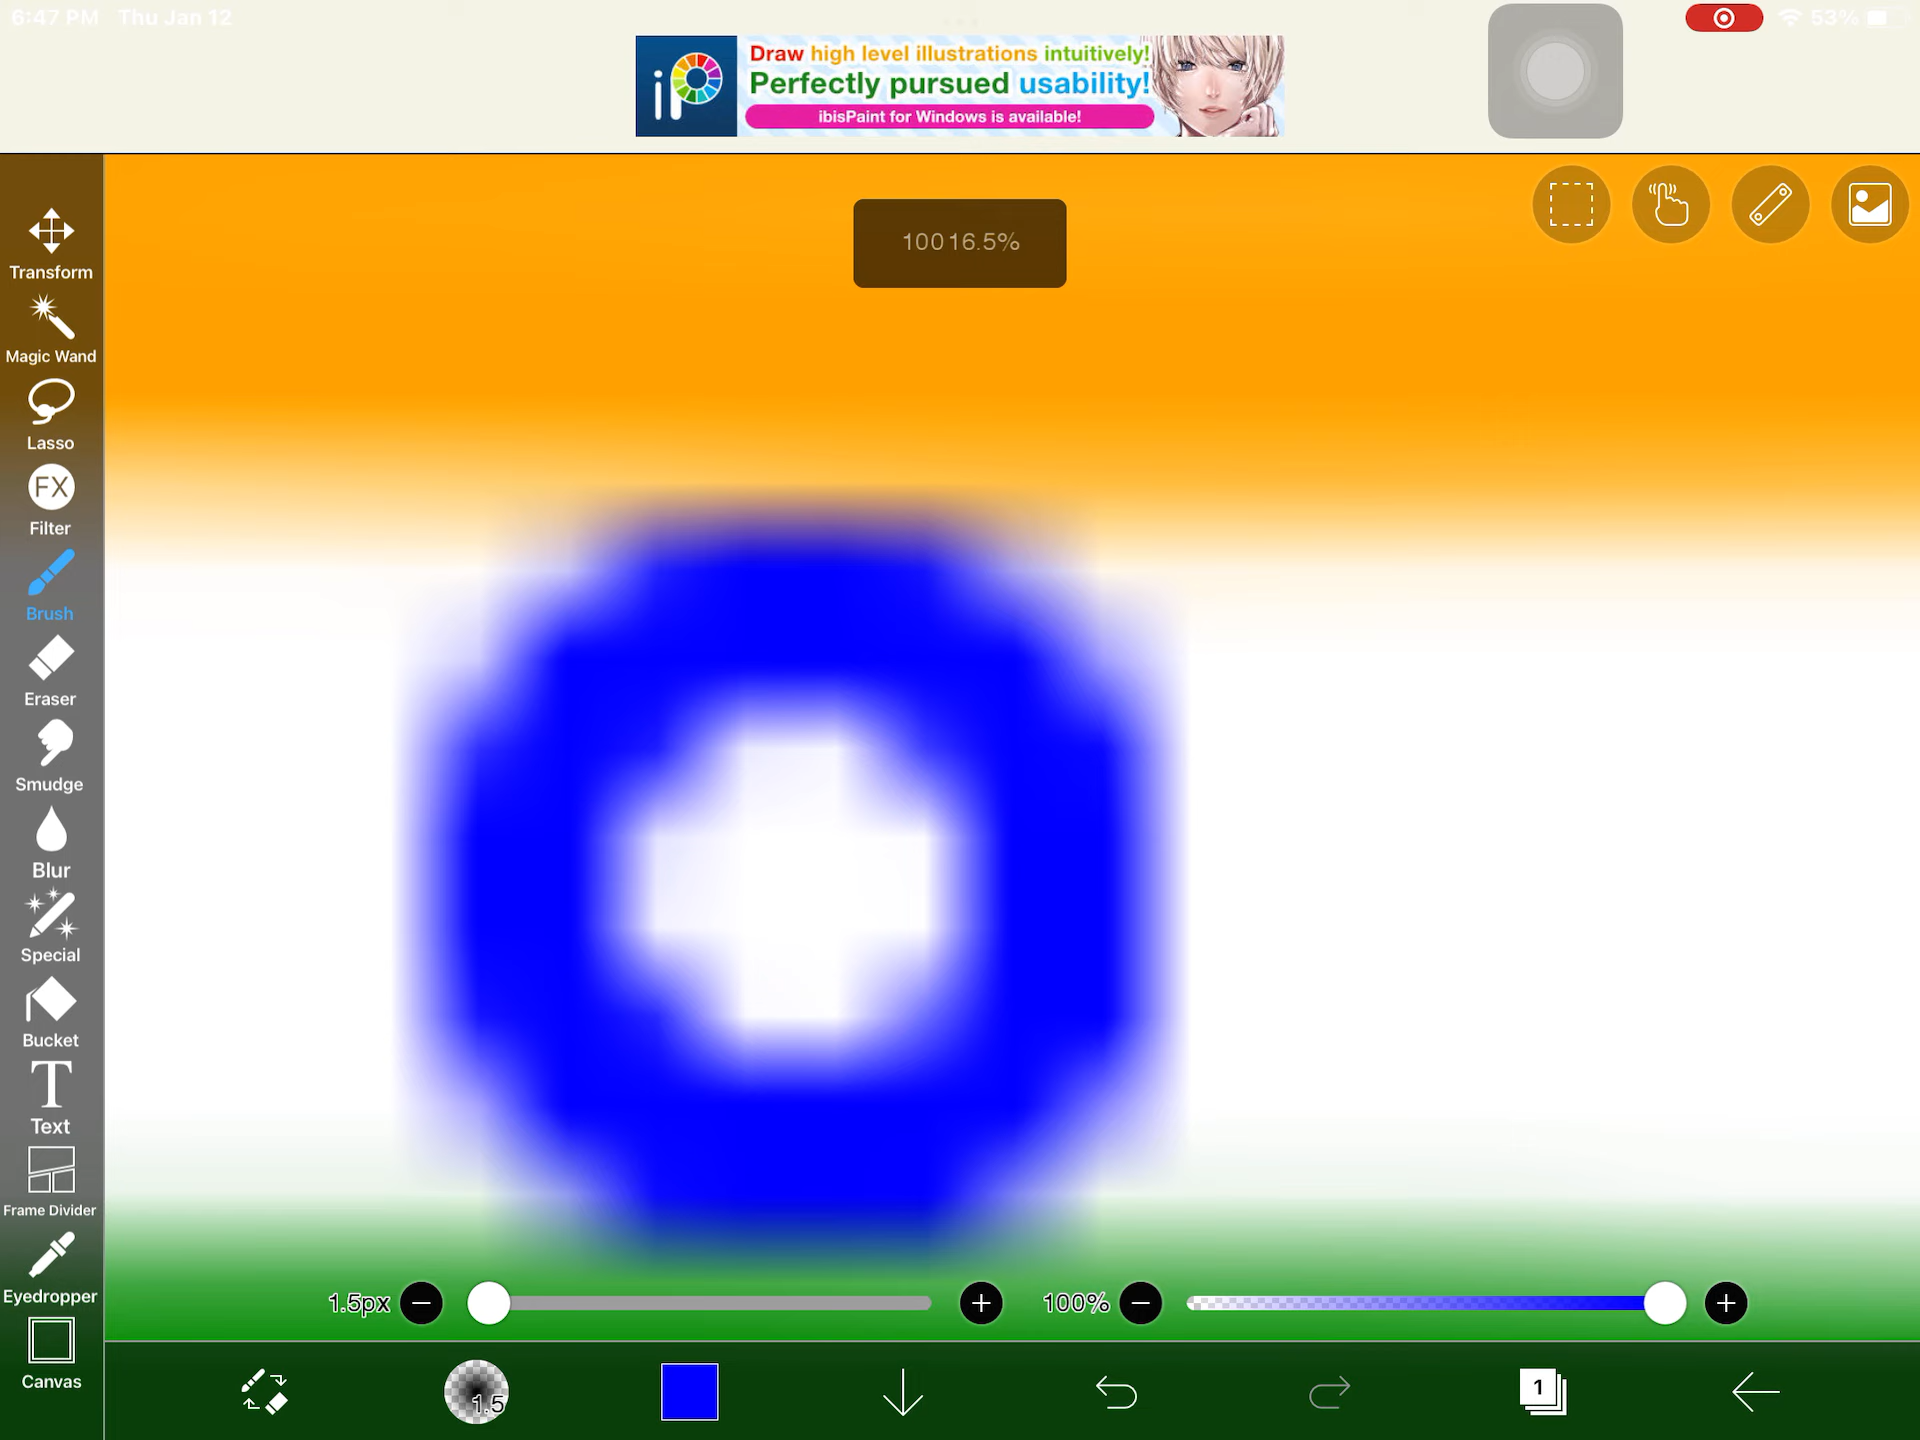 6:47 PM Thu Jan 12
53%
Draw high level illustrations intuitively!
iP
Perfectly pursued usability!
ibisPaint for Windows is available!
10016.5%
Transform
Magic Wand
Lasso
FX
Filter
Brush
Eraser
Smudge
Blur
Special
Bucket
T
Text
Frame Divider
Eyedropper
Canvas
1.5px
100%
1.5
1